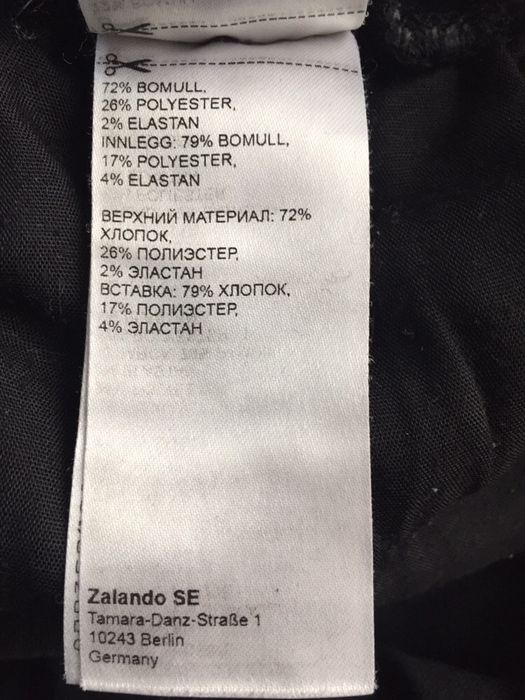 72% BOMULL,
26% POLYESTER,
2% ELASTAN
INNLEGG: 79% BOMULL,
17% POLYESTER,
4% ELASTAN
ВЕРХНИЙ МАТЕРИАЛ: 72%
ХЛОПОК,
26% ПОЛИЭСТЕР,
2% ЭЛАСТАН
ВСТАВКА: 79% ХЛОПОК,
17% ПОЛИЭСТЕР,
4% ЭЛАСТАН
Zalando SE
Tamara-Danz-Straße 1
10243 Berlin
Germany